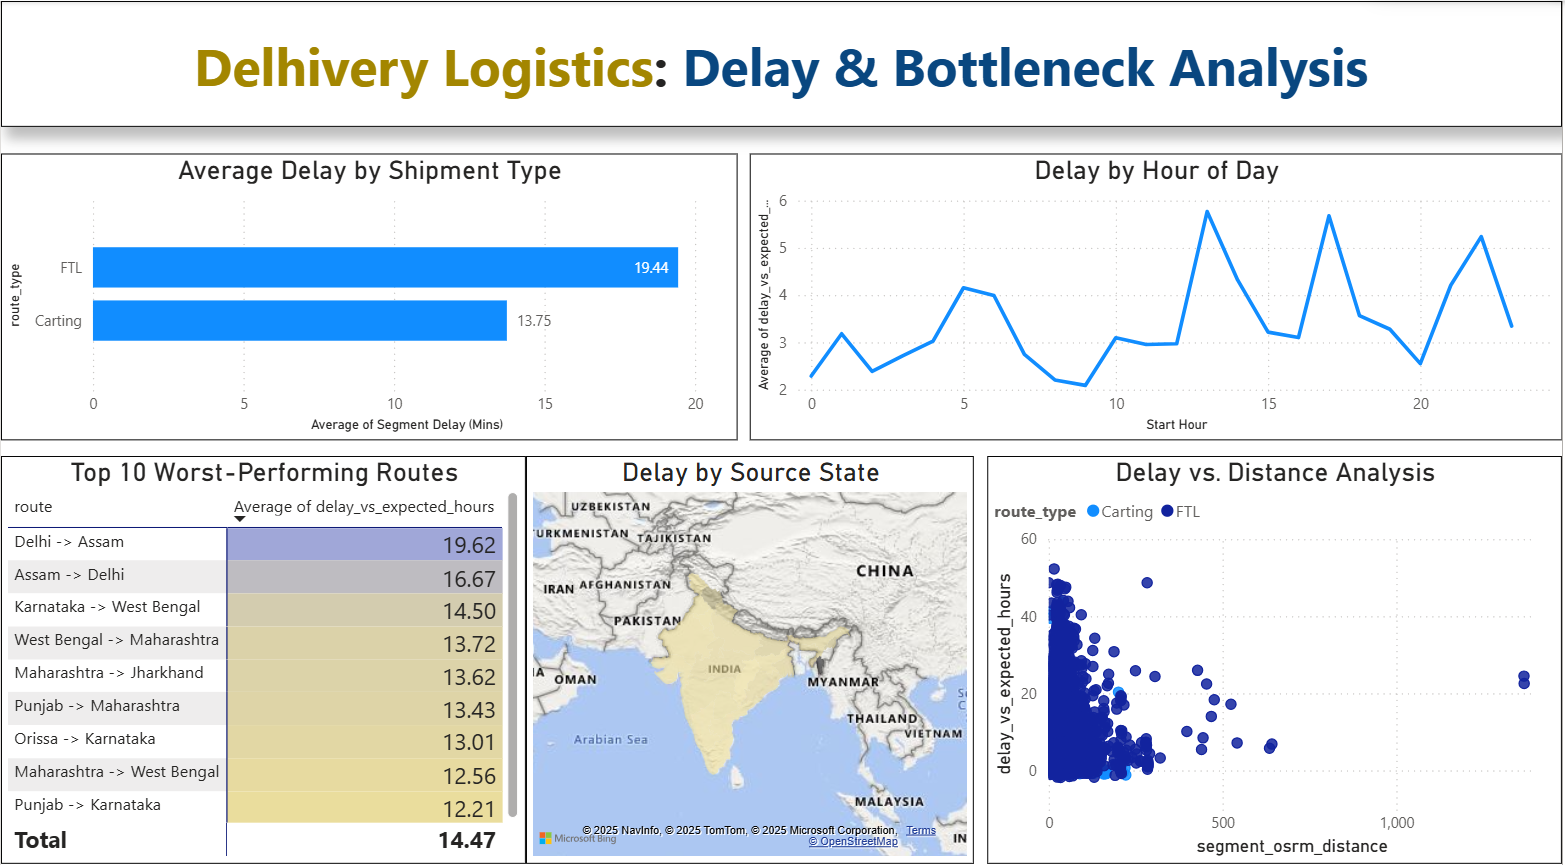 Delhivery Logistics: Delay & Bottleneck Analysis
Average Delay by Shipment Type
route_type
FTL
19.44
Carting
13.75
0 5 10 15 20
Average of Segment Delay (Mins)
Delay by Hour of Day
Average of delay_vs_expected_...
6
5
4
3
2
0 5 10 15 20
Start Hour
Top 10 Worst-Performing Routes
route Average of delay_vs_expected_hours
Delhi -> Assam 19.62
Assam -> Delhi 16.67
Karnataka -> West Bengal 14.50
West Bengal -> Maharashtra 13.72
Maharashtra -> Jharkhand 13.62
Punjab -> Maharashtra 13.43
Orissa -> Karnataka 13.01
Maharashtra -> West Bengal 12.56
Punjab -> Karnataka 12.21
Total 14.47
Delay by Source State
UZBEKISTAN
URKMENISTAN
TAJIKISTAN
CHINA
IRAN
AFGHANISTAN
PAKISTAN
INDIA
IA
OMAN
MYANMAR
THAILAND
VIETNAM
Arabian Sea
MALAYSIA
IN
Microsoft Bing
© 2025 NavInfo, © 2025 TomTom, © 2025 Microsoft Corporation, Terms
© OpenStreetMap
Delay vs. Distance Analysis
route_type Carting FTL
delay_vs_expected_hours
60
40
20
0
0 500 1,000
segment_osrm_distance